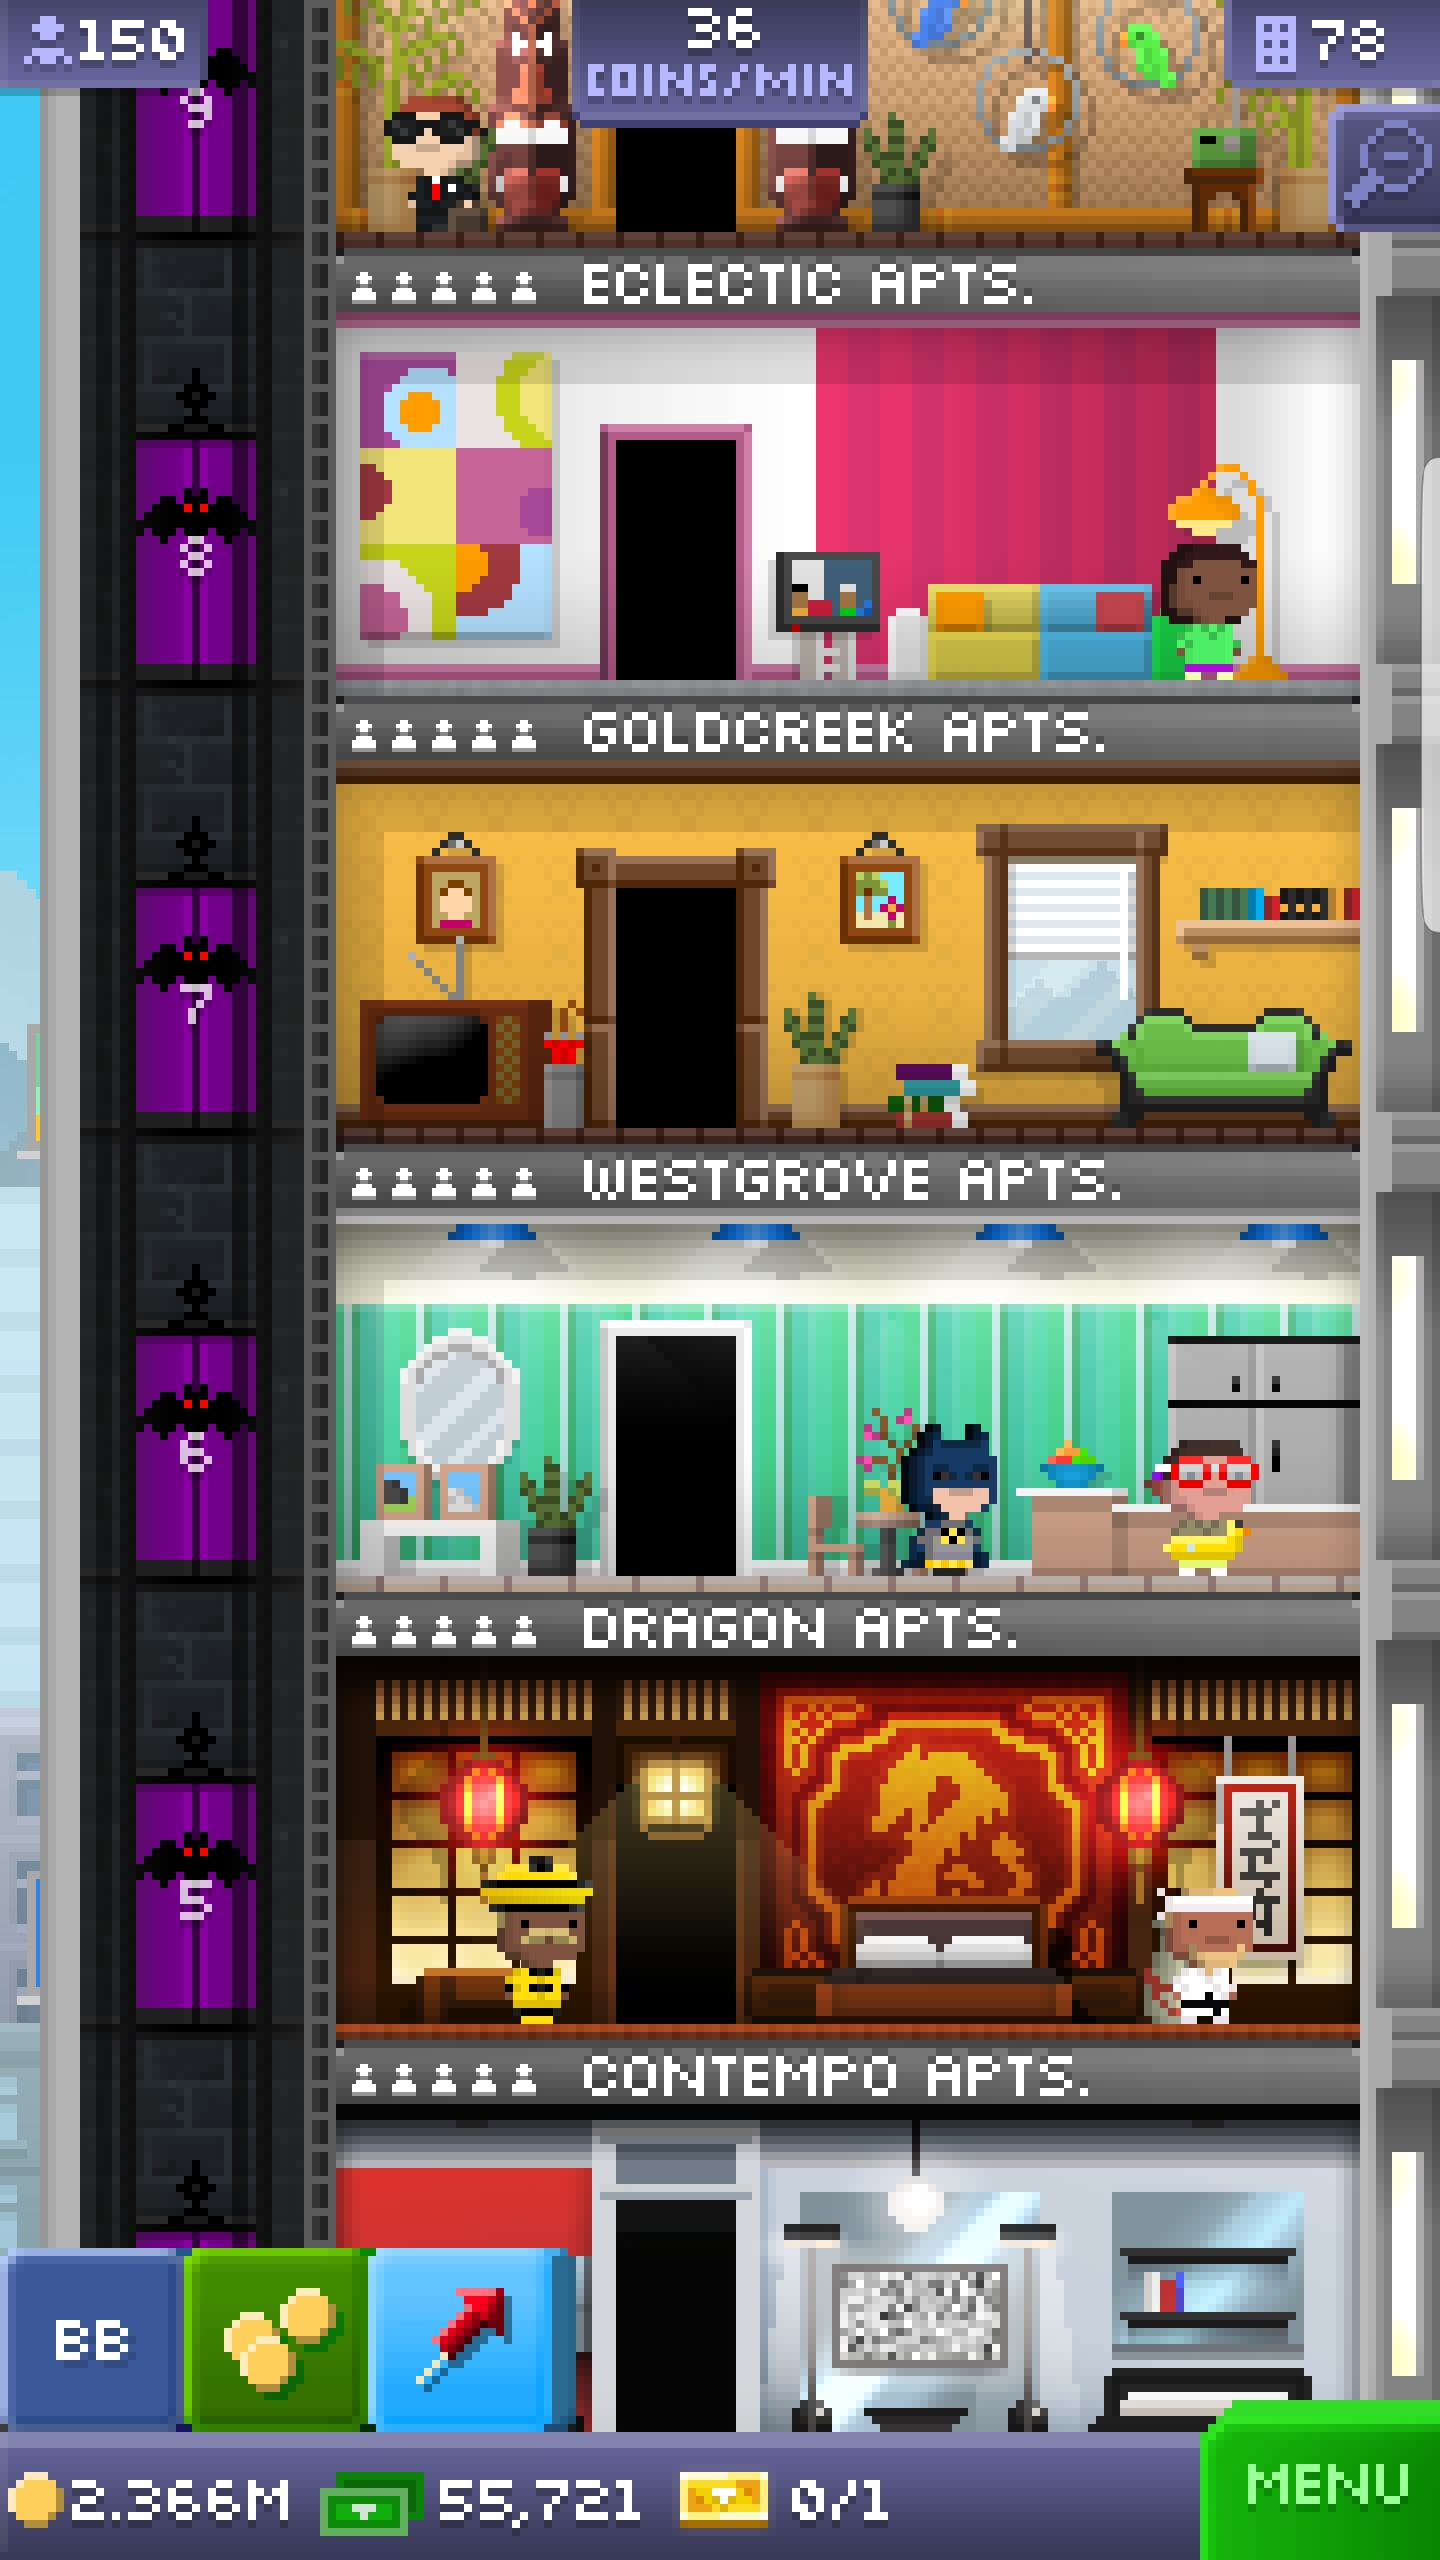 150
36
COINS/MIN
78
9
ECLECTIC APTS.
8
GOLDCREEK APTS.
7
WESTGROVE APTS.
6
DRAGON APTS.
5
CONTEMPO APTS.
BB
2.366M 55,721 0/1
MENU